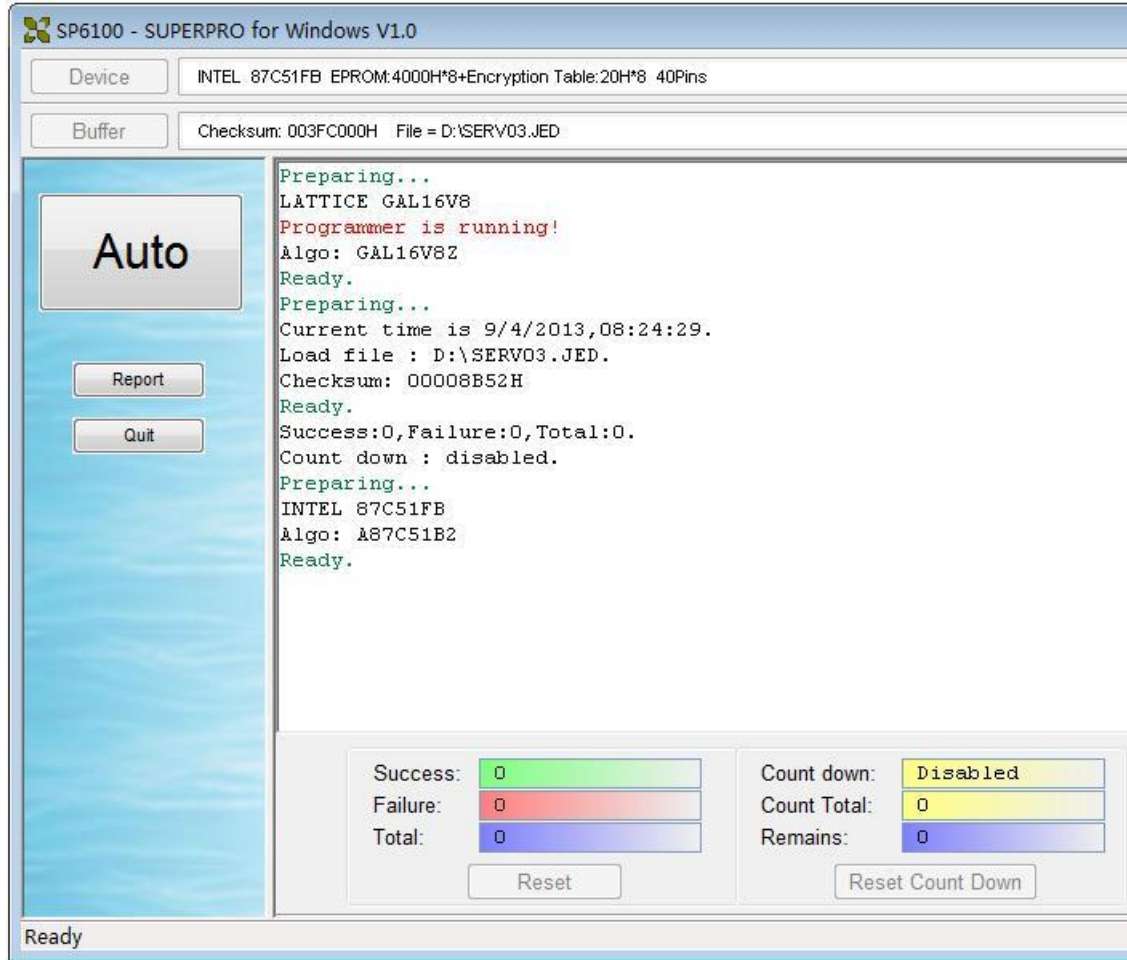 SP6100 - SUPERPRO for Windows V1.0
Device INTEL 87C51FB EPROM:4000H*8+Encryption Table:20H*8 40Pins
Buffer Checksum: 003FC000H File = D:\SERV03.JED
Auto
Report
Quit
Preparing...
LATTICE GAL16V8
Programmer is running!
Algo: GAL16V8Z
Ready.
Preparing...
Current time is 9/4/2013,08:24:29.
Load file : D:\SERV03.JED.
Checksum: 00008B52H
Ready.
Success:0,Failure:0,Total:0.
Count down : disabled.
Preparing...
INTEL 87C51FB
Algo: A87C51B2
Ready.
Success: 0 Count down: Disabled
Failure: 0 Count Total: 0
Total: 0 Remains: 0
Reset Reset Count Down
Ready